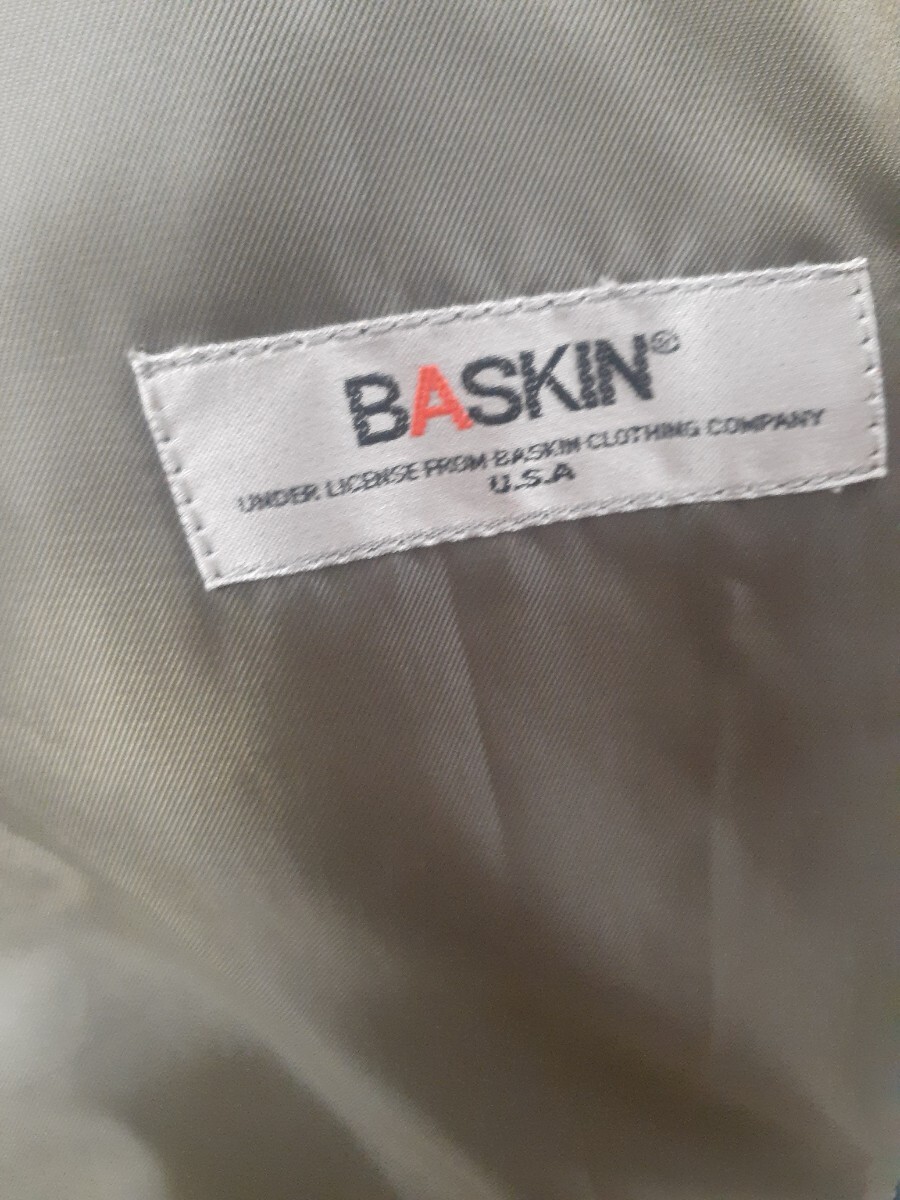 BASKIN®
UNDER LICENSE FROM BASKIN CLOTHING COMPANY
U.S.A